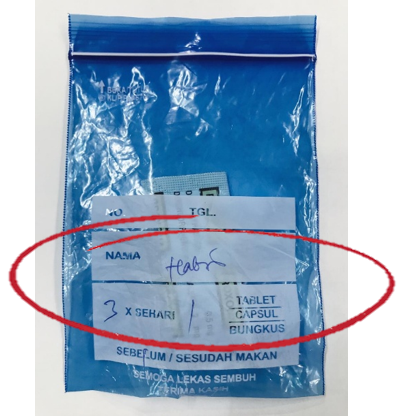 NO TGL.
NAMA
3 X SEHARI 1 TABLET
CAPSUL
BUNGKUS
SEBELUM / SESUDAH MAKAN
SEMOGA LEKAS SEMBUH
TERIMA KASIH